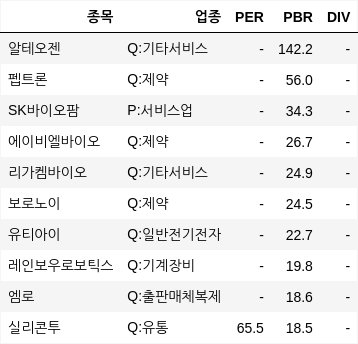 종목 업종 PER PBR DIV
알테오젠 Q:기타서비스 - 142.2 -
펩트론 Q:제약 - 56.0 -
SK바이오팜 P:서비스업 - 34.3 -
에이비엘바이오 Q:제약 - 26.7 -
리가켐바이오 Q:기타서비스 - 24.9 -
보로노이 Q:제약 - 24.5 -
유티아이 Q:일반전기전자 - 22.7 -
레인보우로보틱스 Q:기계장비 - 19.8 -
엠로 Q:출판매체복제 - 18.6 -
실리콘투 Q:유통 65.5 18.5 -